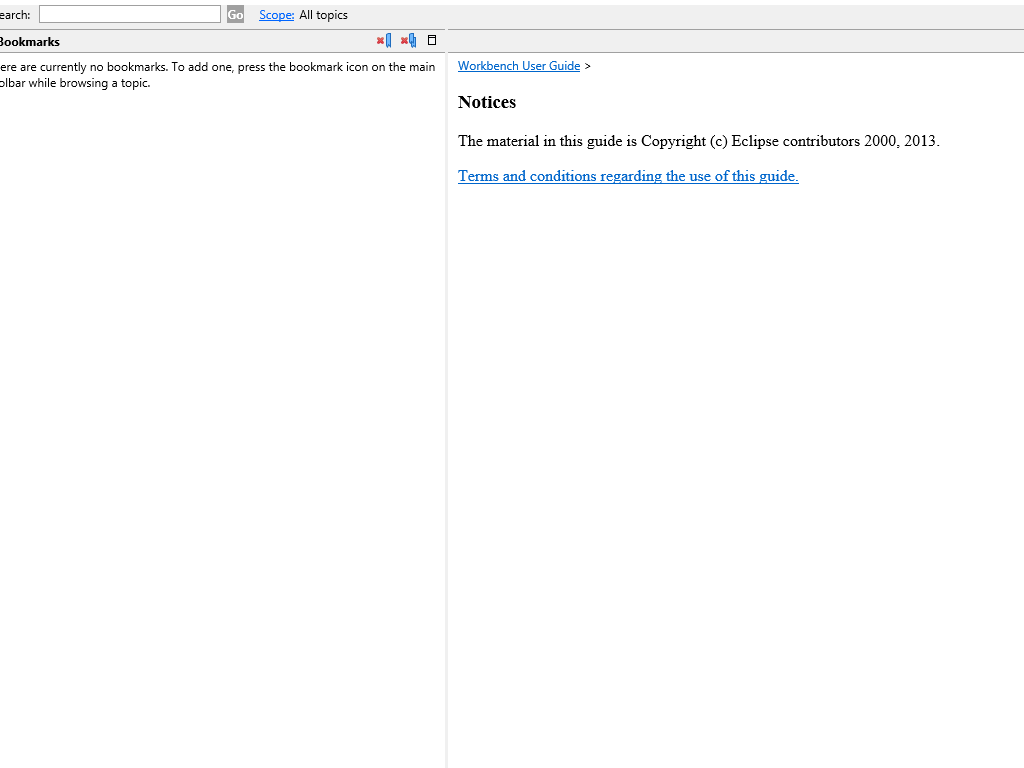 earch: Go Scope: All topics
Bookmarks
ere are currently no bookmarks. To add one, press the bookmark icon on the main
olbar while browsing a topic.
Workbench User Guide >
Notices
The material in this guide is Copyright (c) Eclipse contributors 2000, 2013.
Terms and conditions regarding the use of this guide.